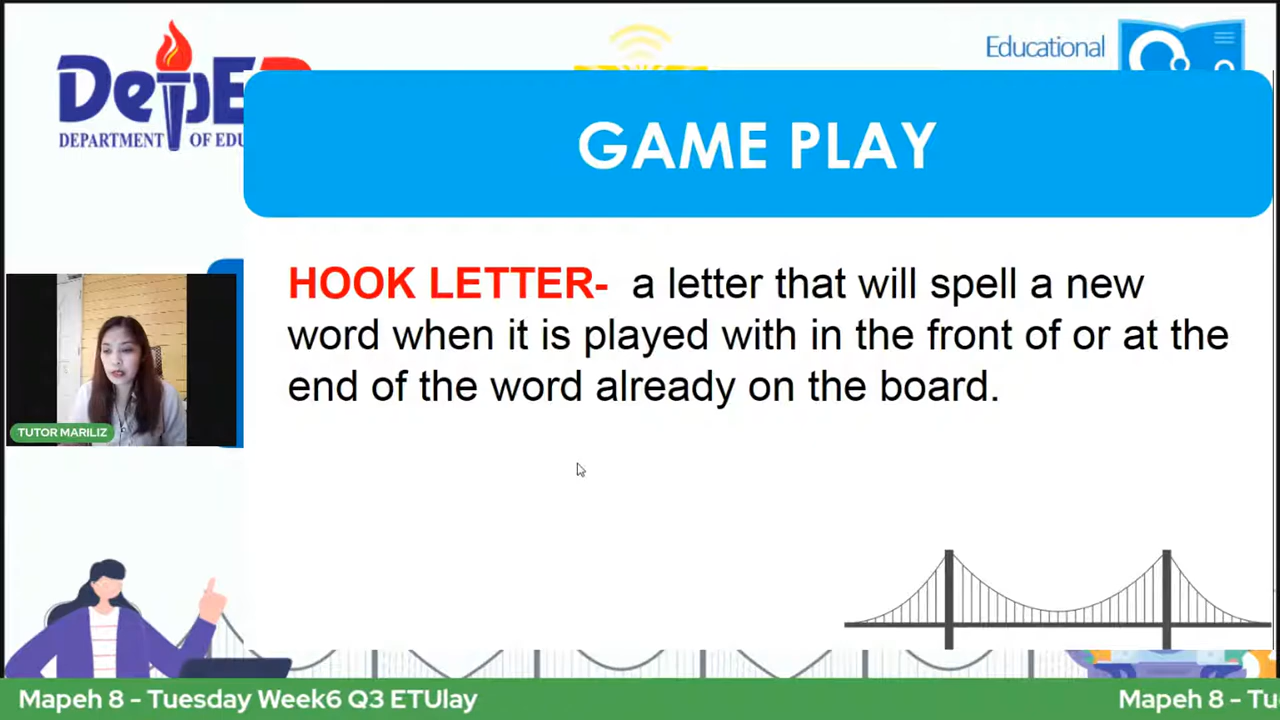 DepE
DEPARTMENT OF EDU
Educational
GAME PLAY
HOOK LETTER- a letter that will spell a new
word when it is played with in the front of or at the
end of the word already on the board.
TUTOR MARILIZ
Mapeh 8 - Tuesday Week6 Q3 ETUlay
Mapeh 8 - Tu